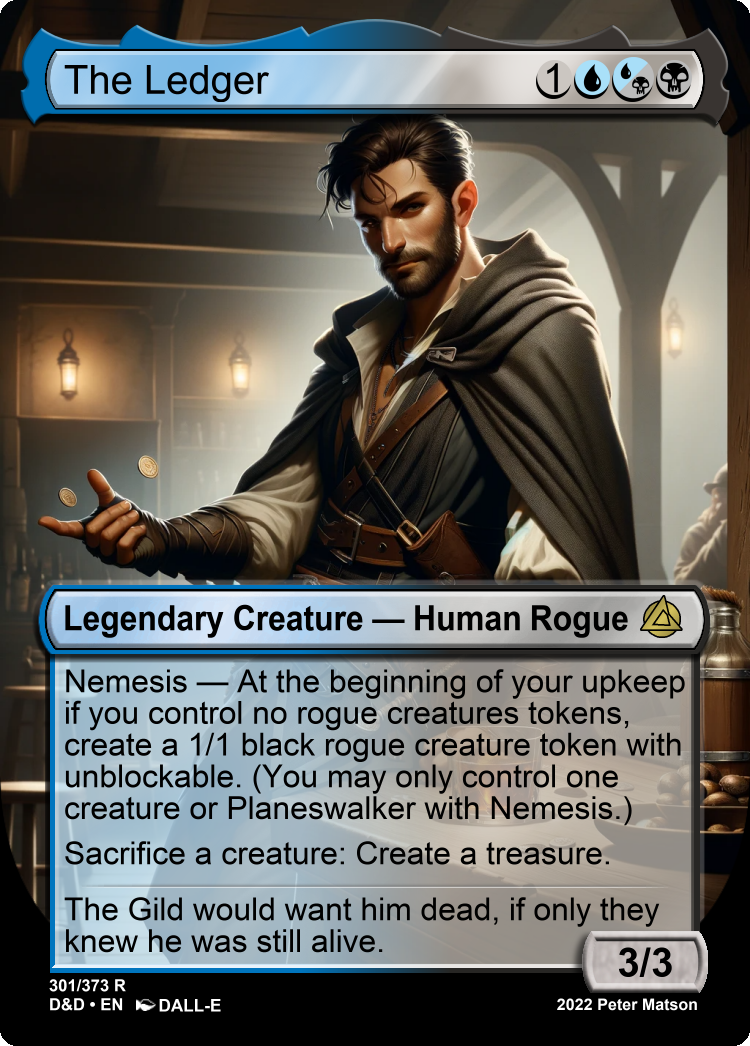 The Ledger
1
Legendary Creature — Human Rogue
Nemesis — At the beginning of your upkeep
if you control no rogue creatures tokens,
create a 1/1 black rogue creature token with
unblockable. (You may only control one
creature or Planeswalker with Nemesis.)
Sacrifice a creature: Create a treasure.
The Gild would want him dead, if only they
knew he was still alive.
3/3
301/373 R
D&D • EN DALL-E
2022 Peter Matson